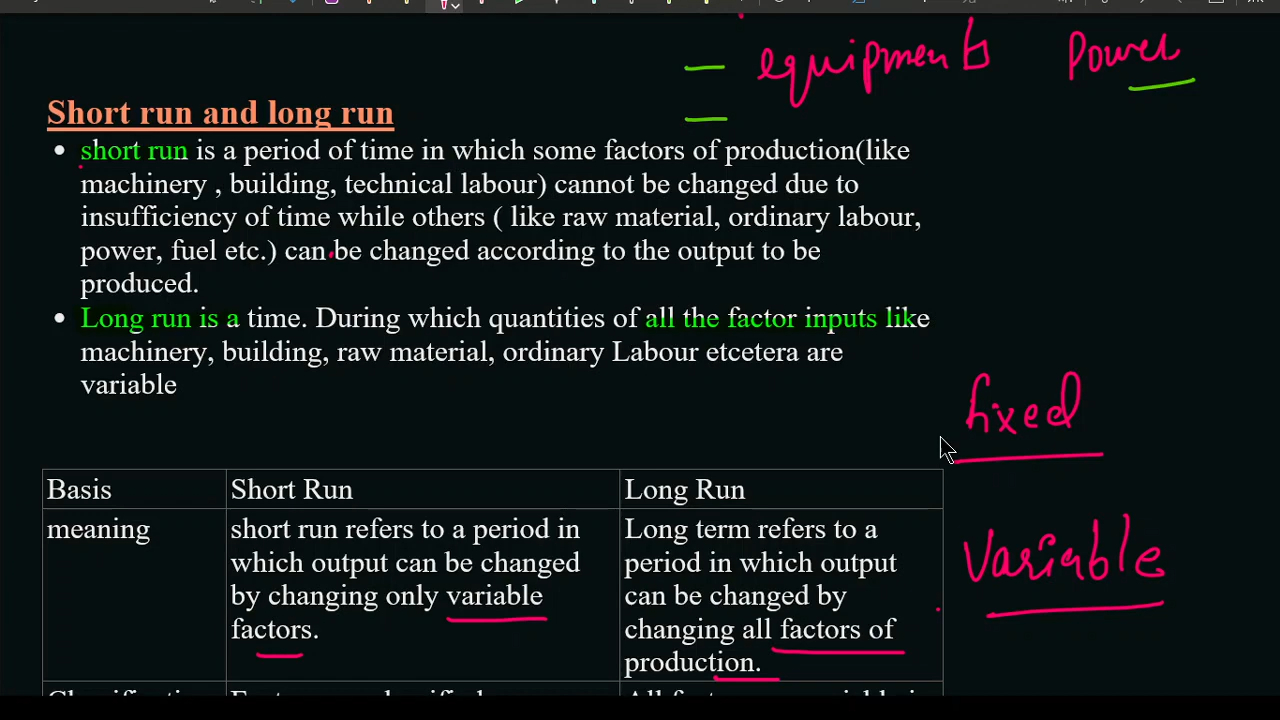 equipments Power
Short run and long run
• short run is a period of time in which some factors of production(like
machinery , building, technical labour) cannot be changed due to
insufficiency of time while others ( like raw material, ordinary labour,
power, fuel etc.) can be changed according to the output to be
produced.
• Long run is a time. During which quantities of all the factor inputs like
machinery, building, raw material, ordinary Labour etcetera are
variable
fixed
Basis Short Run Long Run
meaning short run refers to a period in Long term refers to a
which output can be changed period in which output
by changing only variable can be changed by
factors. changing all factors of
production.
Variable